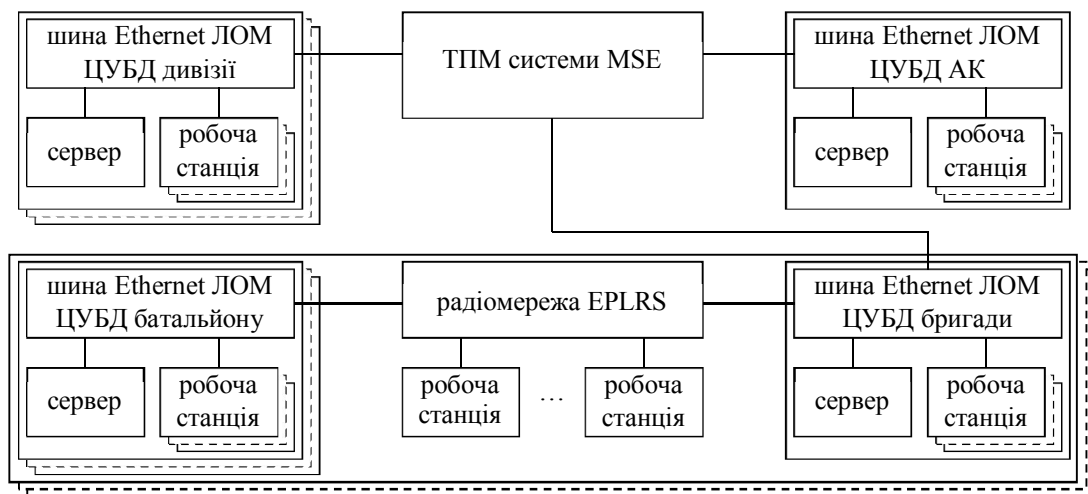 шина Ethernet ЛОМ
ЦУБД дивізії
сервер
робоча
станція
ТПМ системи MSE
шина Ethernet ЛОМ
ЦУБД АК
сервер
робоча
станція
шина Ethernet ЛОМ
ЦУБД батальйону
сервер
робоча
станція
радіомережа EPLRS
робоча
станція
…
робоча
станція
шина Ethernet ЛОМ
ЦУБД бригади
сервер
робоча
станція